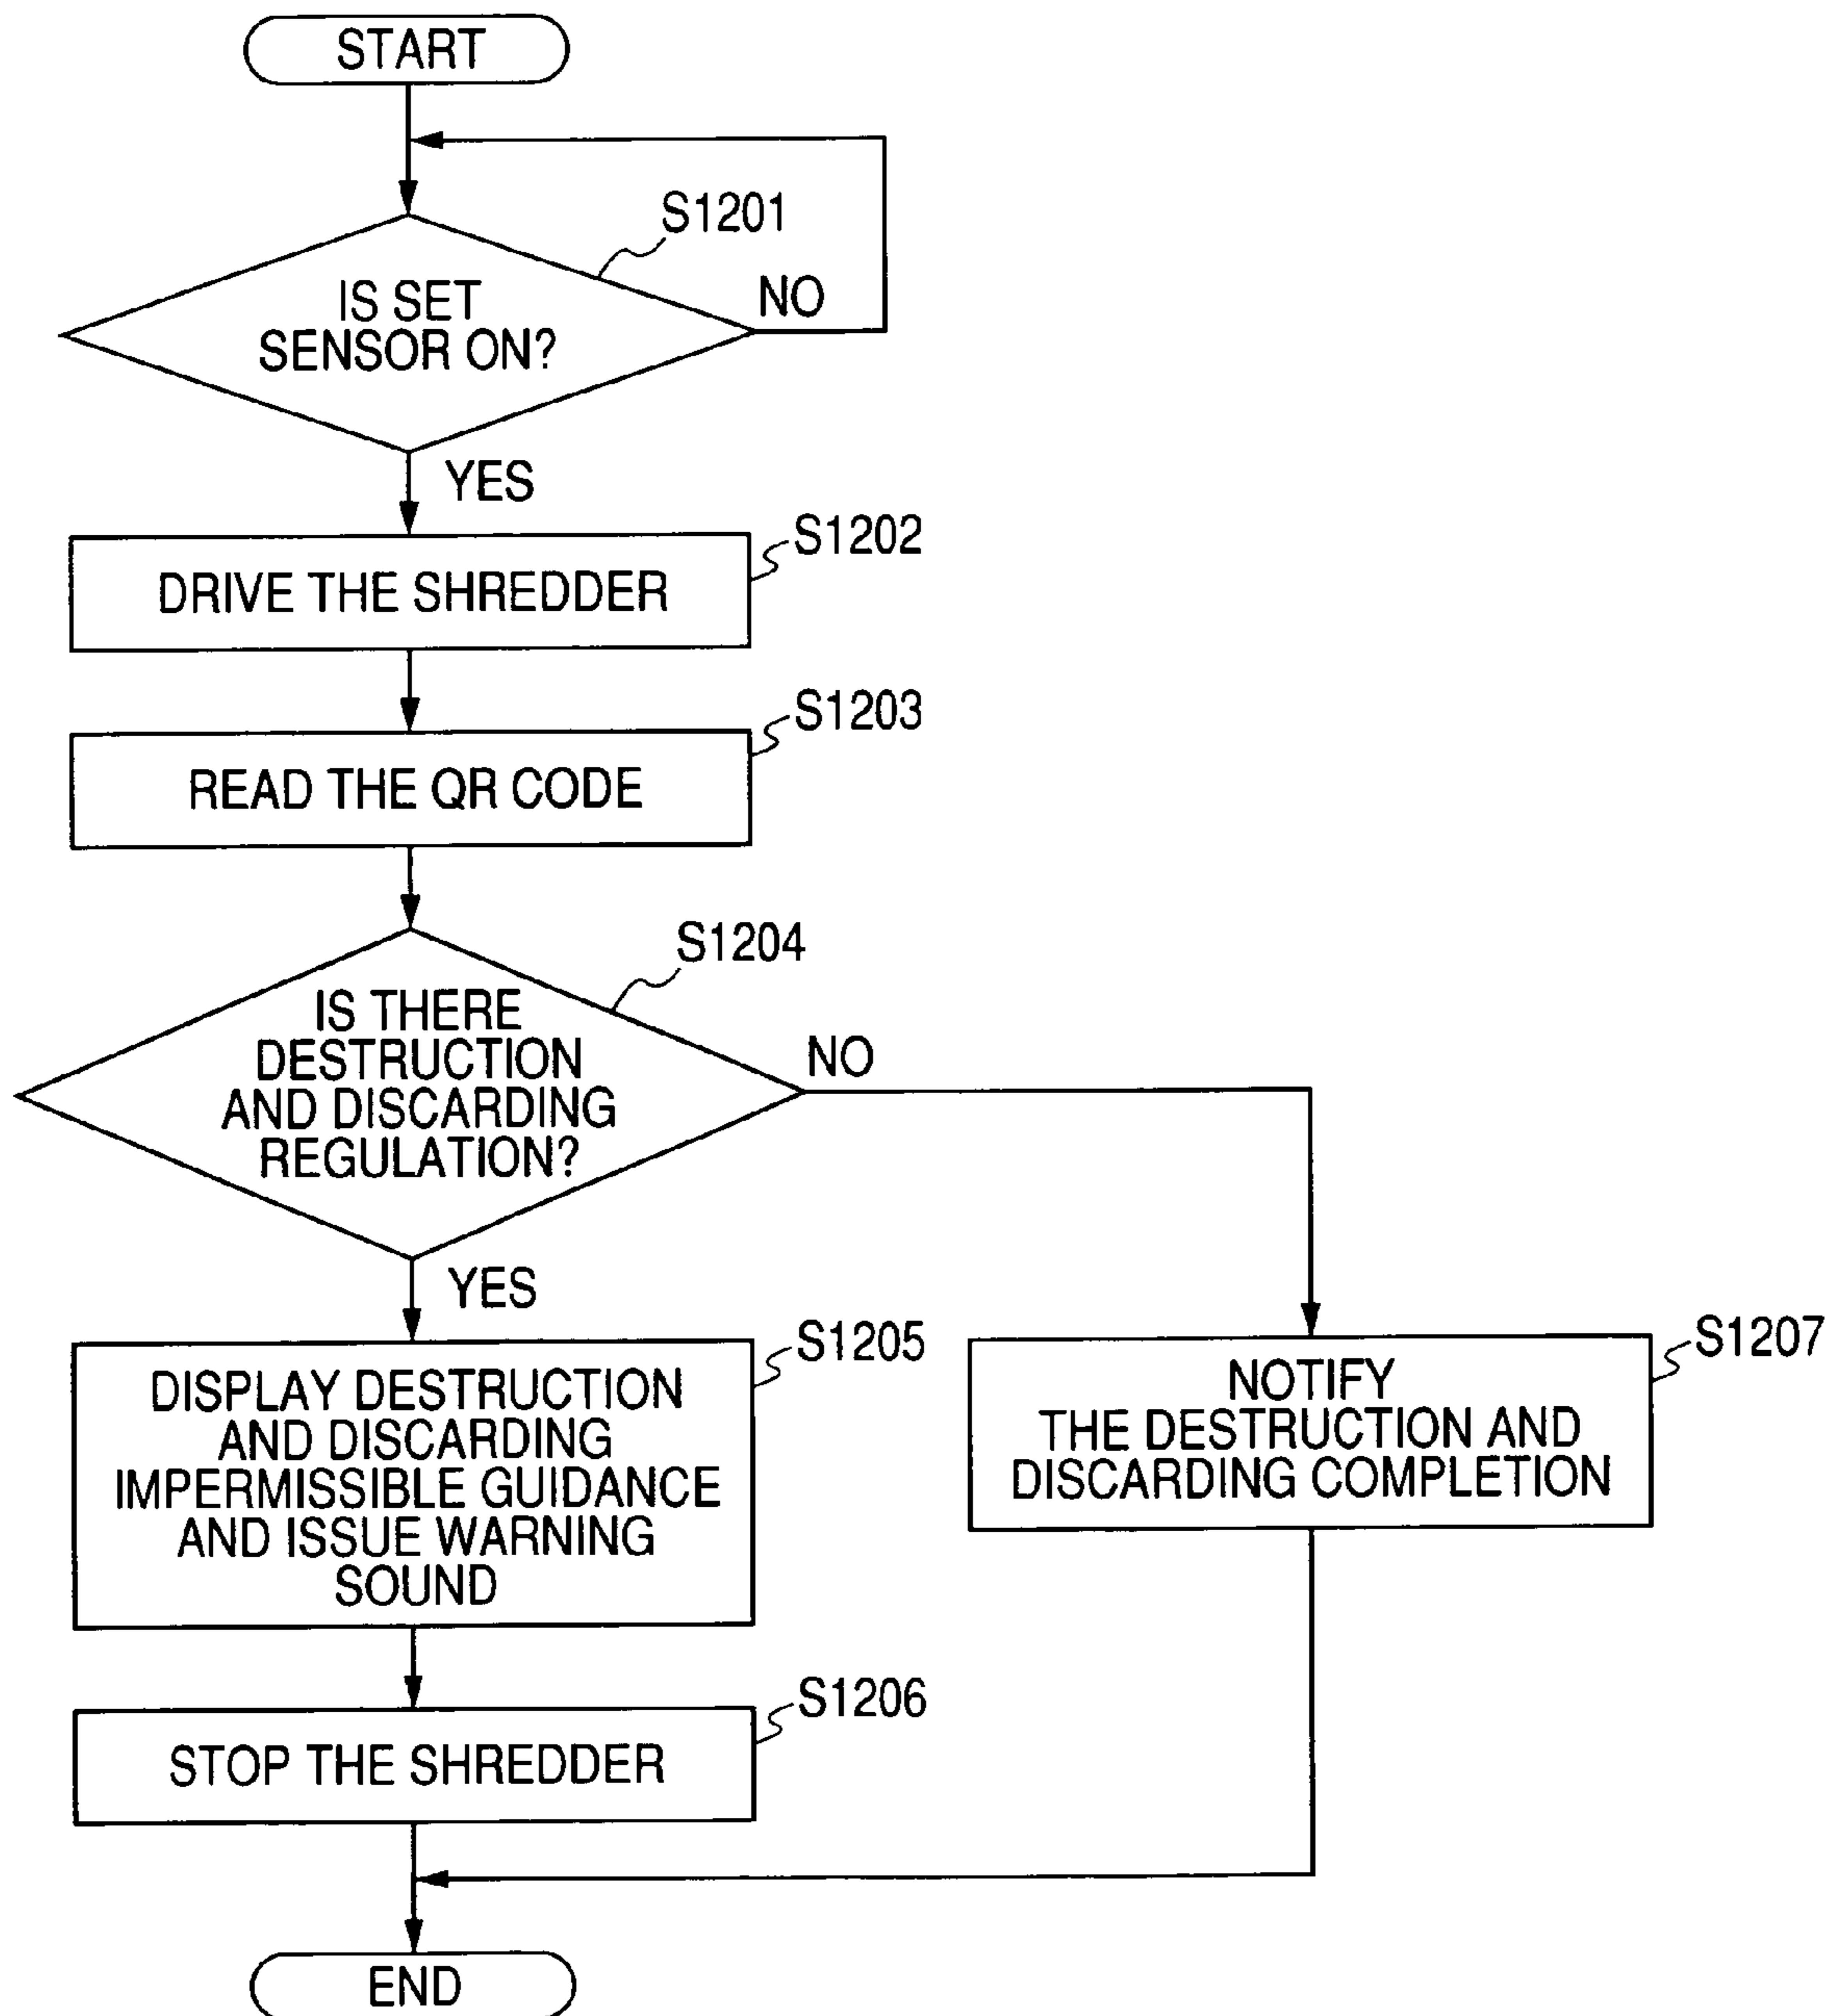 START
S1201
IS SET
SENSOR ON?
NO
YES
S1202
DRIVE THE SHREDDER
S1203
READ THE QR CODE
S1204
IS THERE
DESTRUCTION
AND DISCARDING
REGULATION?
NO
YES
S1205
DISPLAY DESTRUCTION
AND DISCARDING
IMPERMISSIBLE GUIDANCE
AND ISSUE WARNING
SOUND
S1207
NOTIFY
THE DESTRUCTION AND
DISCARDING COMPLETION
S1206
STOP THE SHREDDER
END